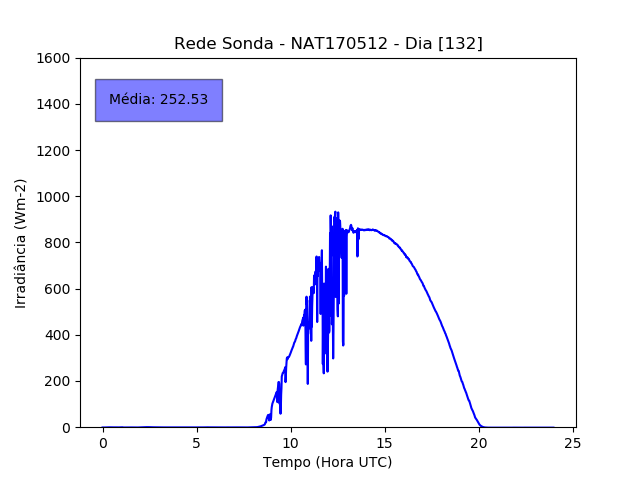 Rede Sonda - NAT170512 - Dia [132]
1600
1400
1200
1000
800
600
400
200
0
Irradiância (Wm-2)
Média: 252.53
0 5 10 15 20 25
Tempo (Hora UTC)